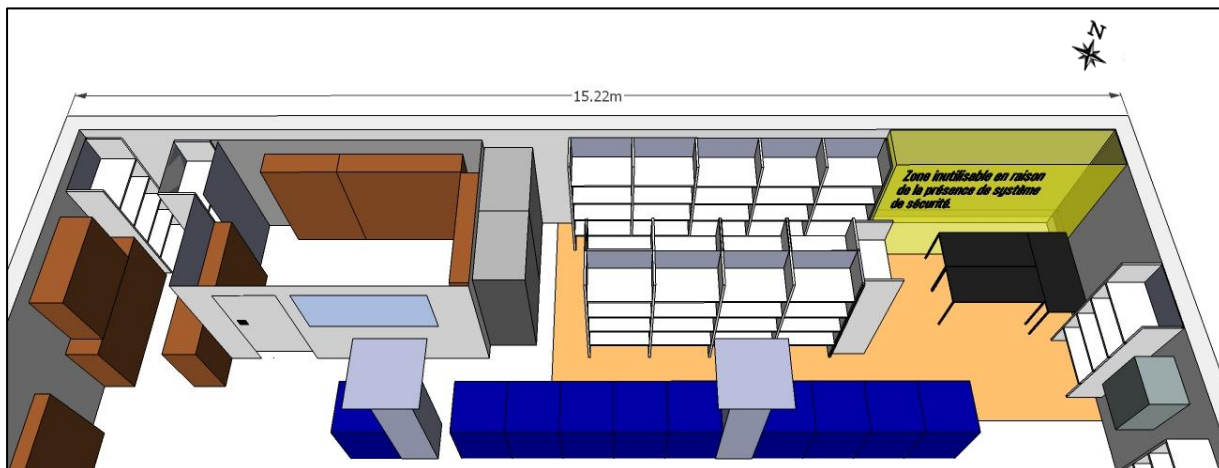 N
15.22m
Zone inutilisable en raison
de la présence de système
de sécurité.